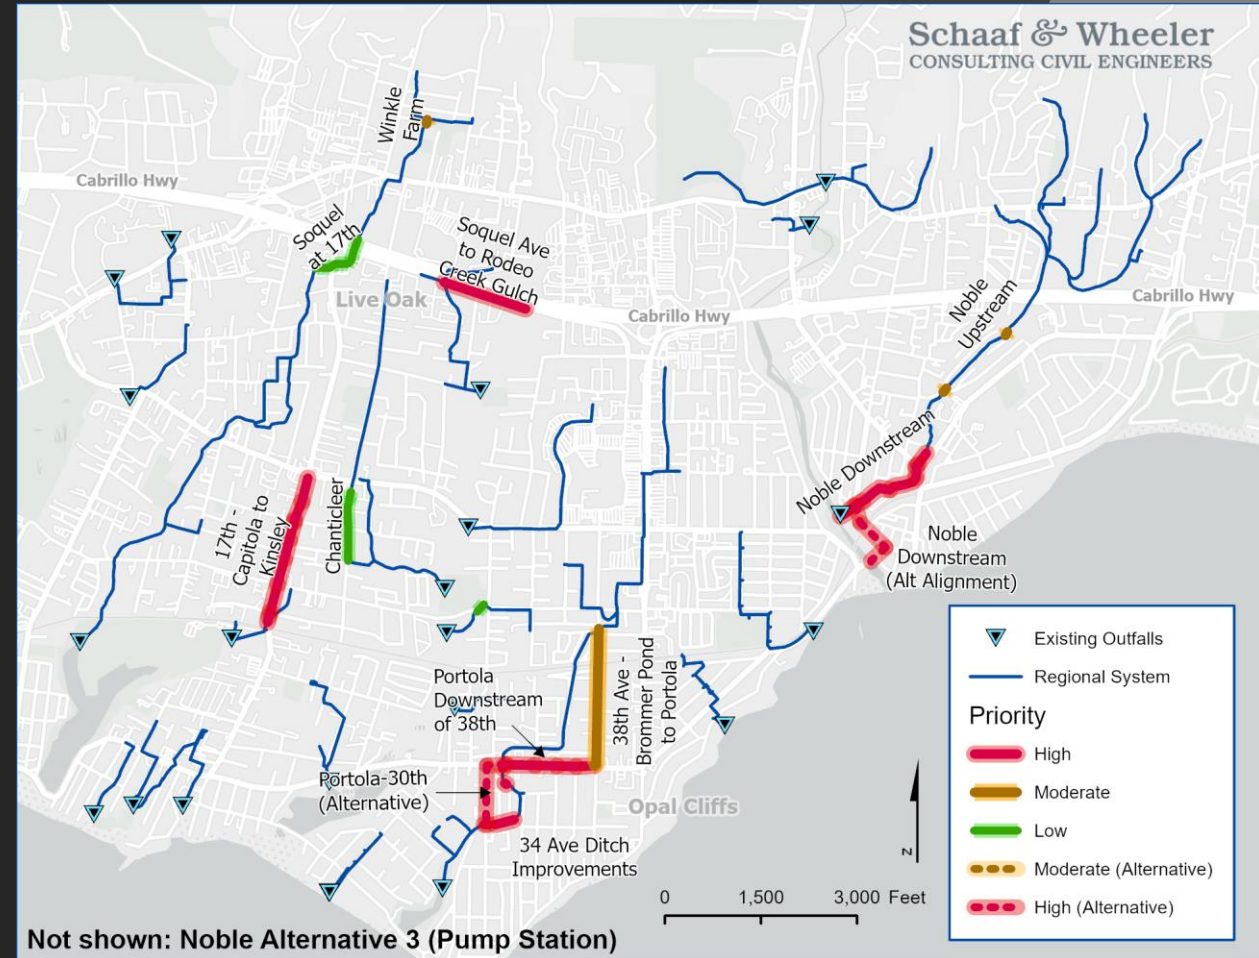 Schaaf & Wheeler
CONSULTING CIVIL ENGINEERS
Winkle
Farm
Cabrillo Hwy
Soquel
at 17th
Soquel Ave
to Rodeo
Creek Gulch
Live Oak
Cabrillo Hwy
Cabrillo Hwy
Noble
Upstream
Noble Downstream
Noble
Downstream
(Alt Alignment)
17th -
Capitola to
Kinsley
Chanticleer
Portola
Downstream
of 38th
38th Ave -
Brommer Pond
to Portola
Portola-30th
(Alternative)
Opal Cliffs
34 Ave Ditch
Improvements
Existing Outfalls
Regional System
Priority
High
Moderate
Low
Moderate (Alternative)
High (Alternative)
N
0 1,500 3,000 Feet
Not shown: Noble Alternative 3 (Pump Station)